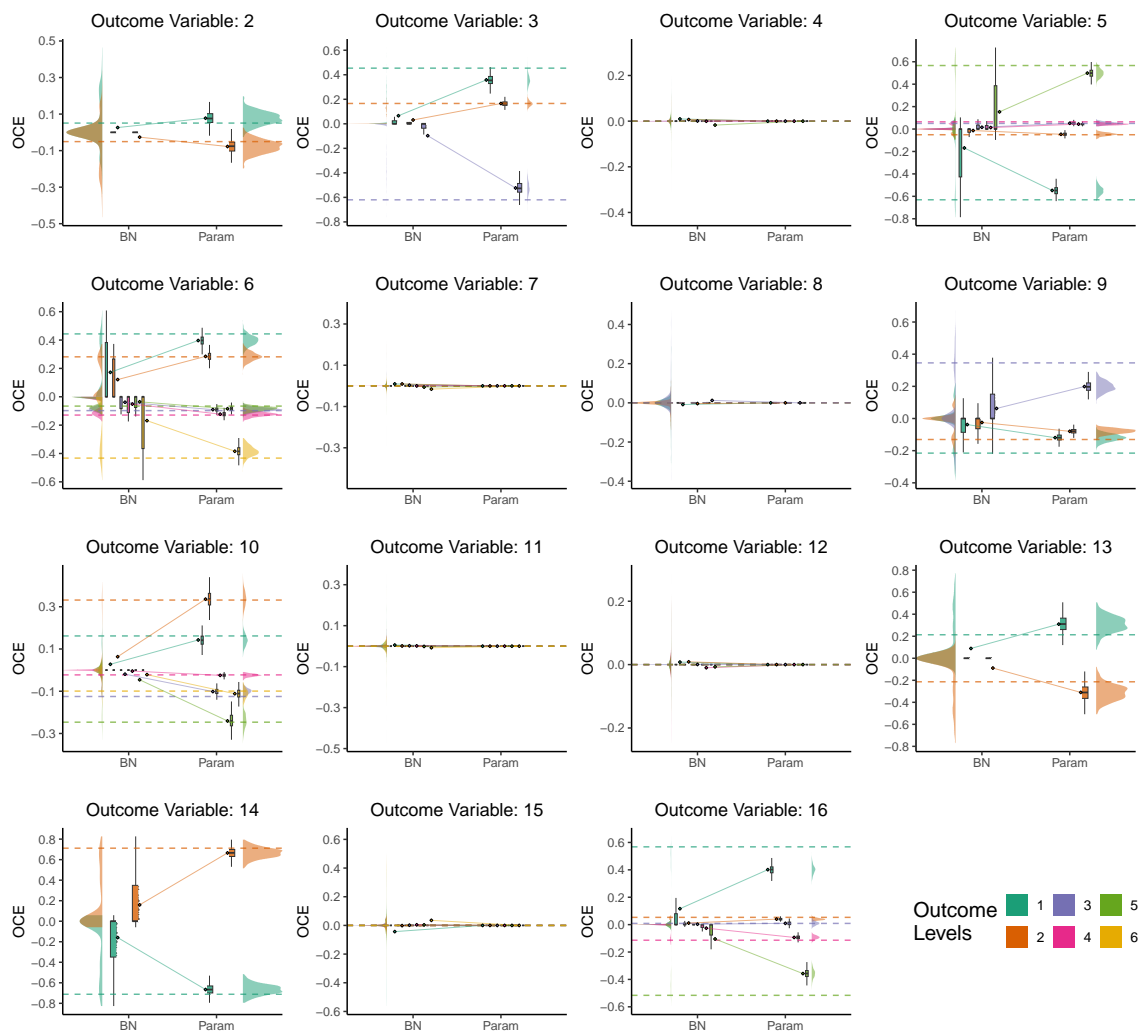 Outcome Variable: 2
Outcome Variable: 3
Outcome Variable: 4
Outcome Variable: 5
0.5
0.3
0.1
−0.1
−0.3
−0.5
OCE
BN
Param
0.6
0.4
0.2
0.0
−0.2
−0.4
−0.6
OCE
BN
Param
0.2
0.0
−0.2
−0.4
OCE
BN
Param
0.6
0.4
0.2
0.0
−0.2
−0.4
−0.6
−0.8
OCE
BN
Param
Outcome Variable: 6
Outcome Variable: 7
Outcome Variable: 8
Outcome Variable: 9
0.6
0.4
0.2
0.0
−0.2
−0.4
−0.6
OCE
BN
Param
0.3
0.1
−0.1
−0.3
OCE
BN
Param
0.4
0.2
0.0
−0.2
−0.4
OCE
BN
Param
0.6
0.4
0.2
0.0
−0.2
−0.4
OCE
BN
Param
Outcome Variable: 10
Outcome Variable: 11
Outcome Variable: 12
Outcome Variable: 13
0.3
0.1
−0.1
−0.3
OCE
BN
Param
0.3
0.1
−0.1
−0.3
−0.5
OCE
BN
Param
0.2
0.0
−0.2
OCE
BN
Param
0.8
0.6
0.4
0.2
0.0
−0.2
−0.4
−0.6
−0.8
OCE
BN
Param
Outcome Variable: 14
Outcome Variable: 15
Outcome Variable: 16
0.8
0.6
0.4
0.2
0.0
−0.2
−0.4
−0.6
−0.8
OCE
BN
Param
0.5
0.3
0.1
−0.1
−0.3
−0.5
OCE
BN
Param
0.6
0.4
0.2
0.0
−0.2
−0.4
−0.6
OCE
BN
Param
Outcome
Levels
1
2
3
4
5
6